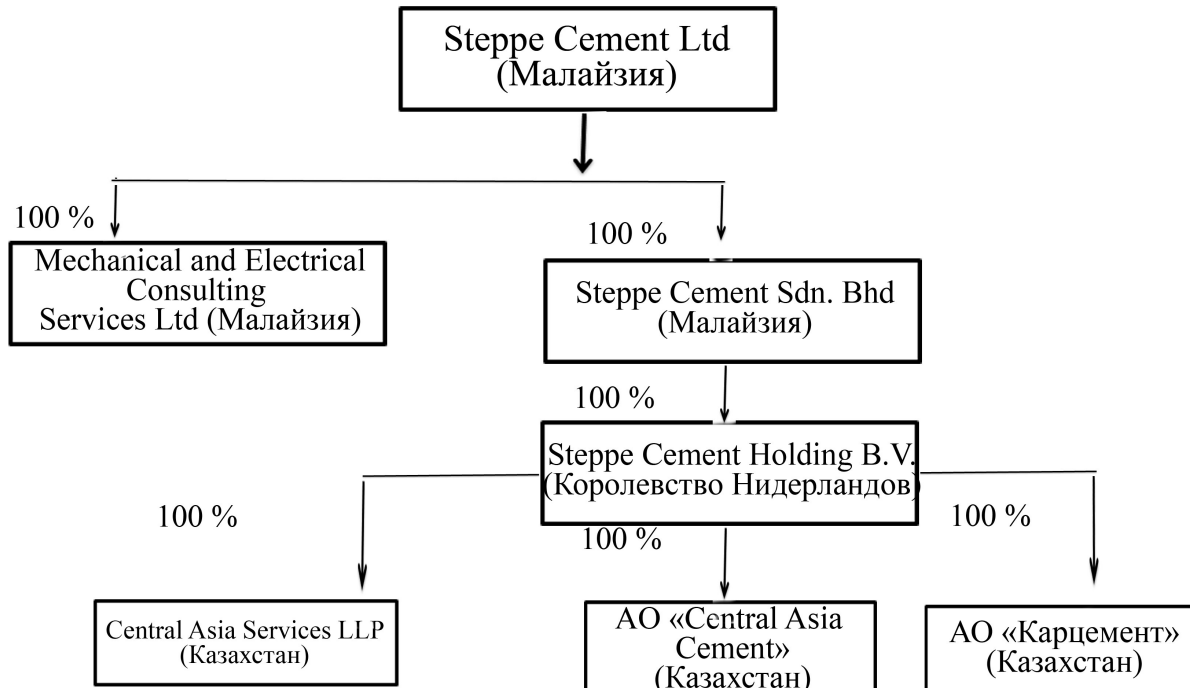 Steppe Cement Ltd
(Малайзия)
100 %
Mechanical and Electrical
Consulting
Services Ltd (Малайзия)
100 %
Steppe Cement Sdn. Bhd
(Малайзия)
100 %
Steppe Cement Holding B.V.
(Королевство Нидерландов)
100 %
100 %
100 %
Central Asia Services LLP
(Казахстан)
АО «Central Asia
Cement»
(Казахстан)
АО «Карцемент»
(Казахстан)